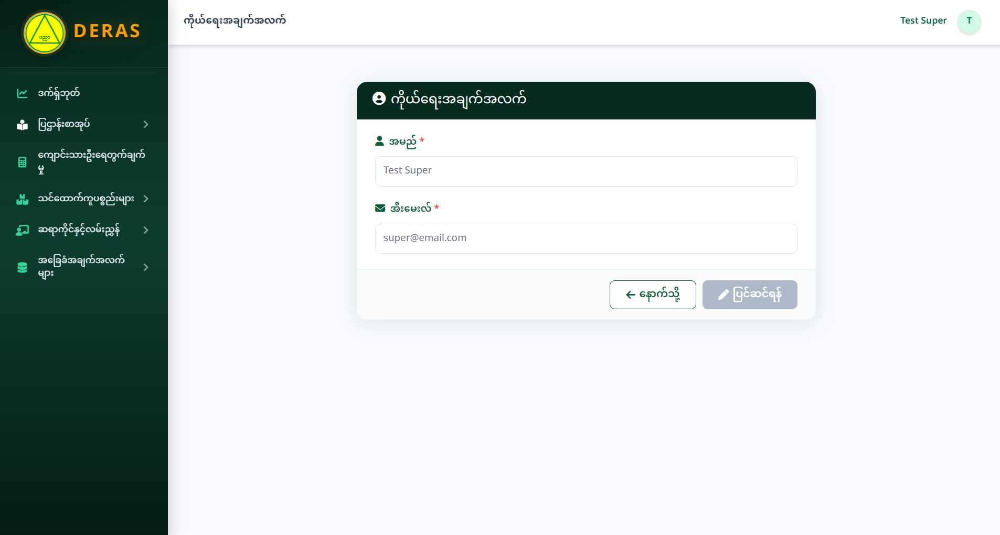 ပညာ
DERAS
ကိုယ်ရေးအချက်အလက်
Test Super
T
ဒက်ရှ်ဘုတ်
ပြဌာန်းစာအုပ်
ကျောင်းသားဦးရေတွက်ချက်
မှု
သင်ထောက်ကူပစ္စည်းများ
ဆရာကိုင်နှင့်လမ်းညွှန်
အခြေခံအချက်အလက်
များ
ကိုယ်ရေးအချက်အလက်
အမည် *
Test Super
အီးမေးလ် *
super@email.com
နောက်သို့
ပြင်ဆင်ရန်